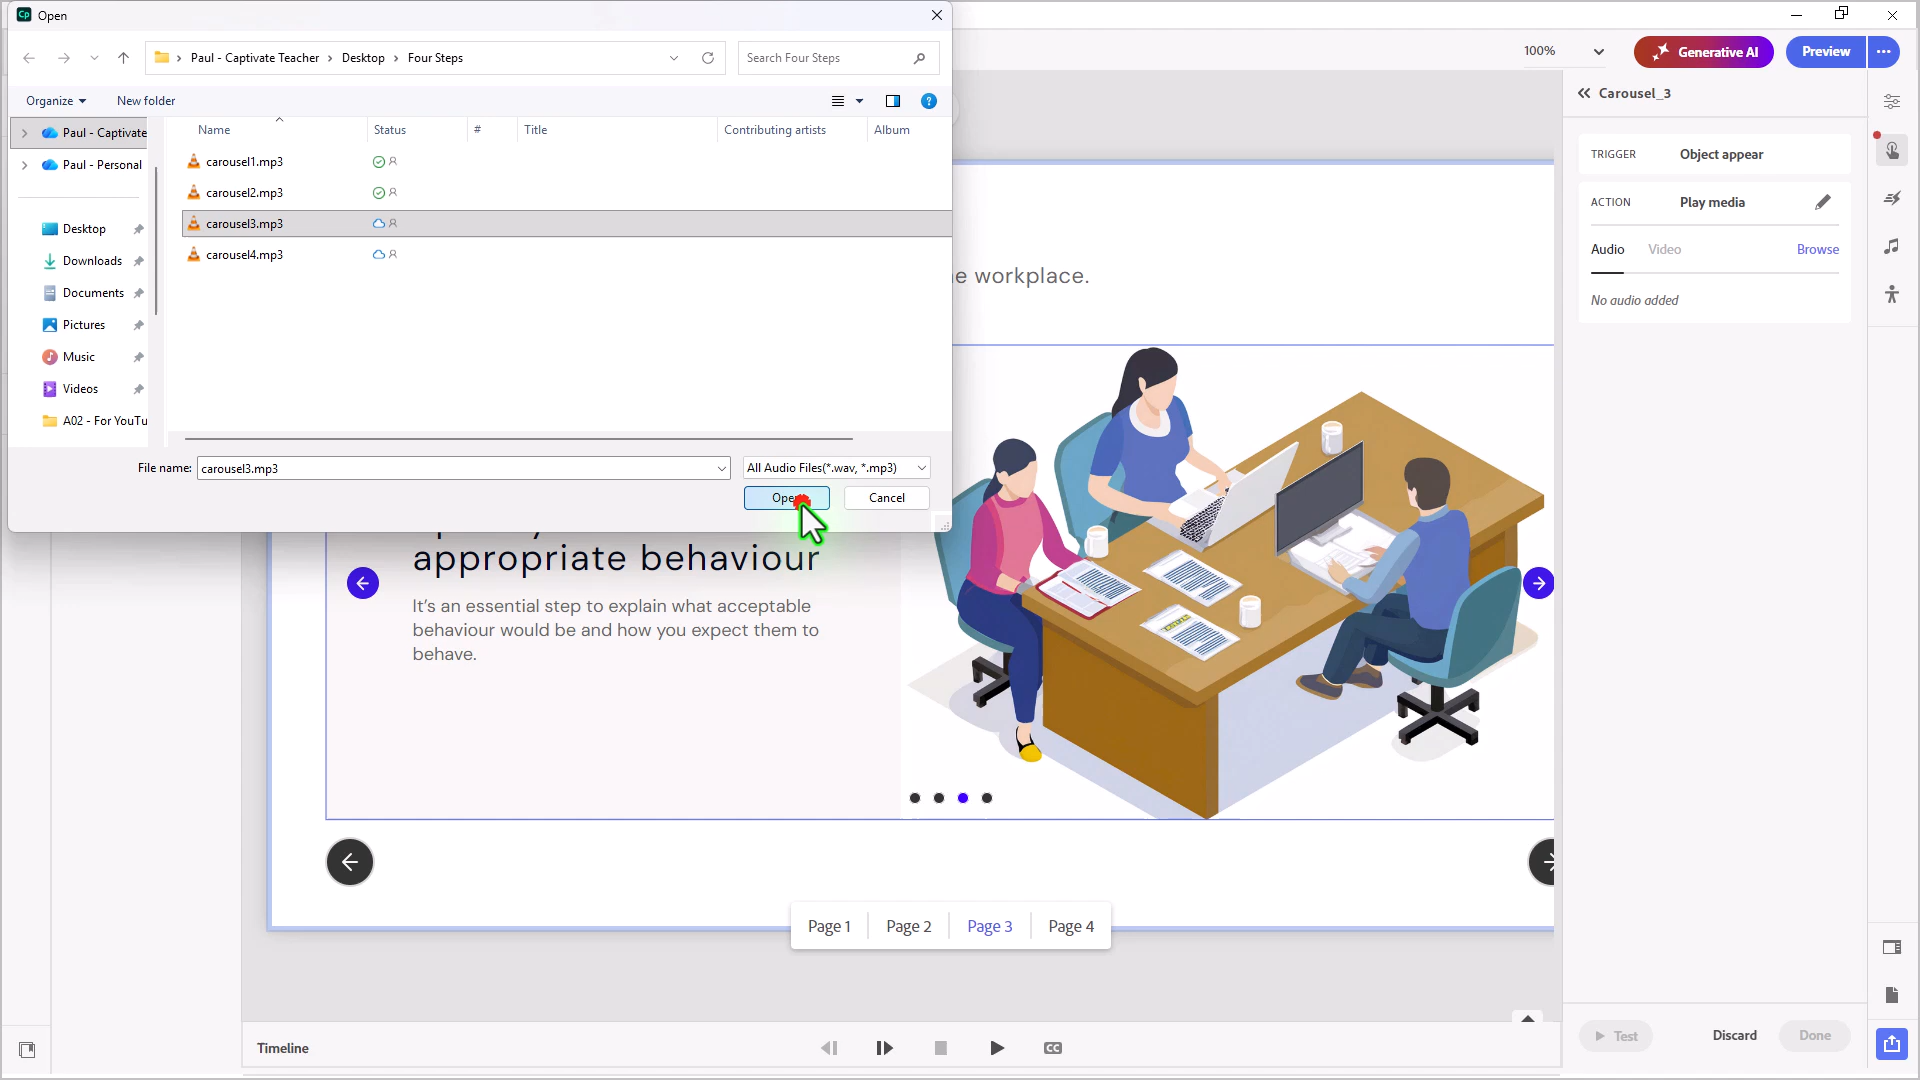 Cp Open
Paul - Captivate Teacher > Desktop > Four Steps
Search Four Steps
Organize
New folder
Paul - Captivate
Paul - Personal
Desktop
Downloads
Documents
Pictures
Music
Videos
A02 - For YouTu
Name
Status
#
Title
Contributing artists
Album
carousel1.mp3
carousel2.mp3
carousel3.mp3
carousel4.mp3
File name:
carousel3.mp3
All Audio Files(*.wav, *.mp3)
Cancel
100%
Generative AI
Preview
Carousel_3
TRIGGER
Object appear
ACTION
Play media
Audio
Video
Browse
No audio added
workplace.
appropriate behaviour
It's an essential step to explain what acceptable
behaviour would be and how you expect them to
behave.
Page 1
Page 2
Page 3
Page 4
Timeline
CC
Test
Discard
Done